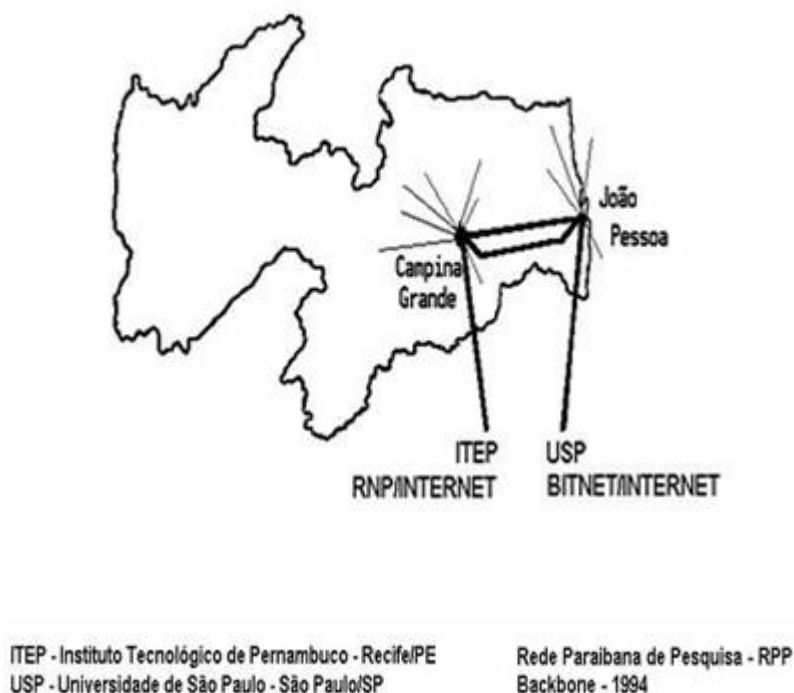 João
Pessoa
Campina
Grande
ITEP
RNP/INTERNET
USP
BITNET/INTERNET
ITEP - Instituto Tecnológico de Pernambuco - Recife/PE
USP - Universidade de São Paulo - São Paulo/SP
Rede Paraibana de Pesquisa - RPP
Backbone - 1994